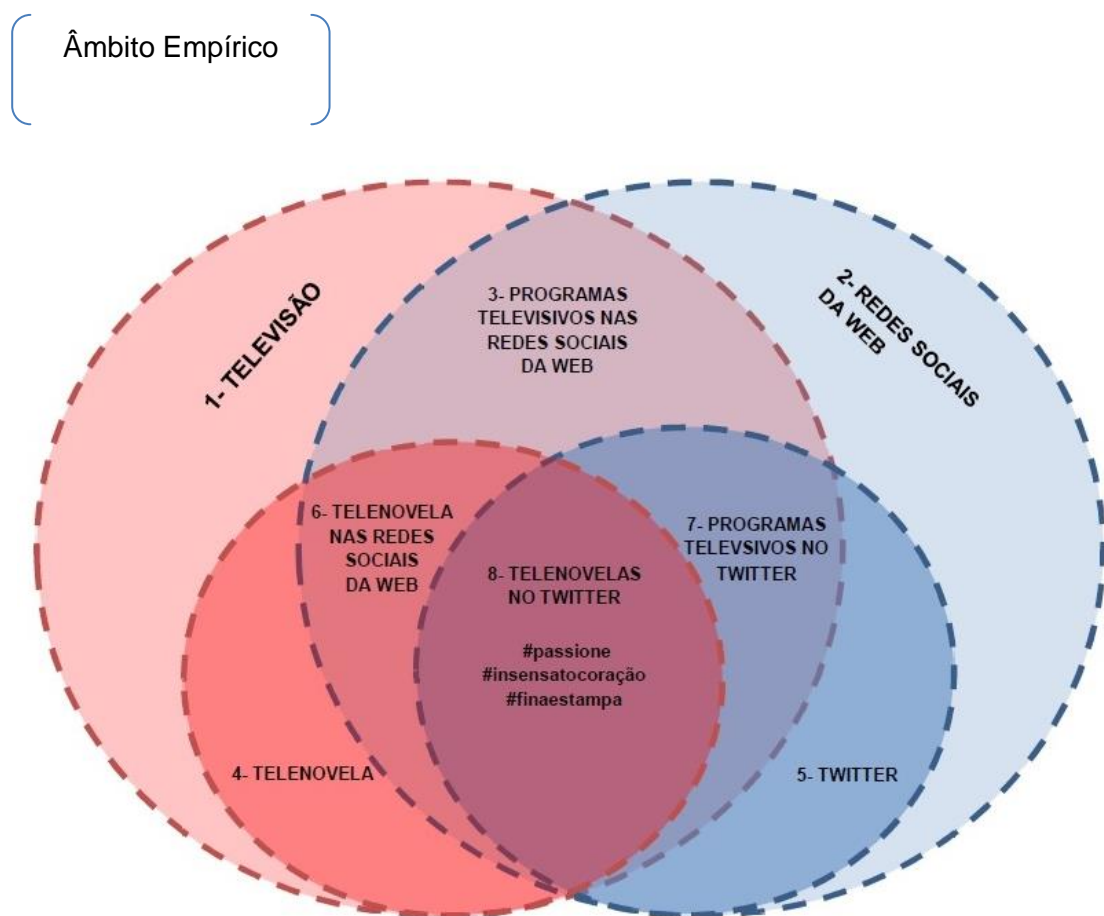 Âmbito Empírico
1- TELEVISÃO
2- REDES SOCIAIS
DA WEB
3- PROGRAMAS
TELEVISIVOS NAS
REDES SOCIAIS
DA WEB
6- TELENOVELA
NAS REDES
SOCIAIS
DA WEB
7- PROGRAMAS
TELEVSIVOS NO
TWITTER
8- TELENOVELAS
NO TWITTER
#passione
#insensatocoração
#finaestampa
4- TELENOVELA
5- TWITTER